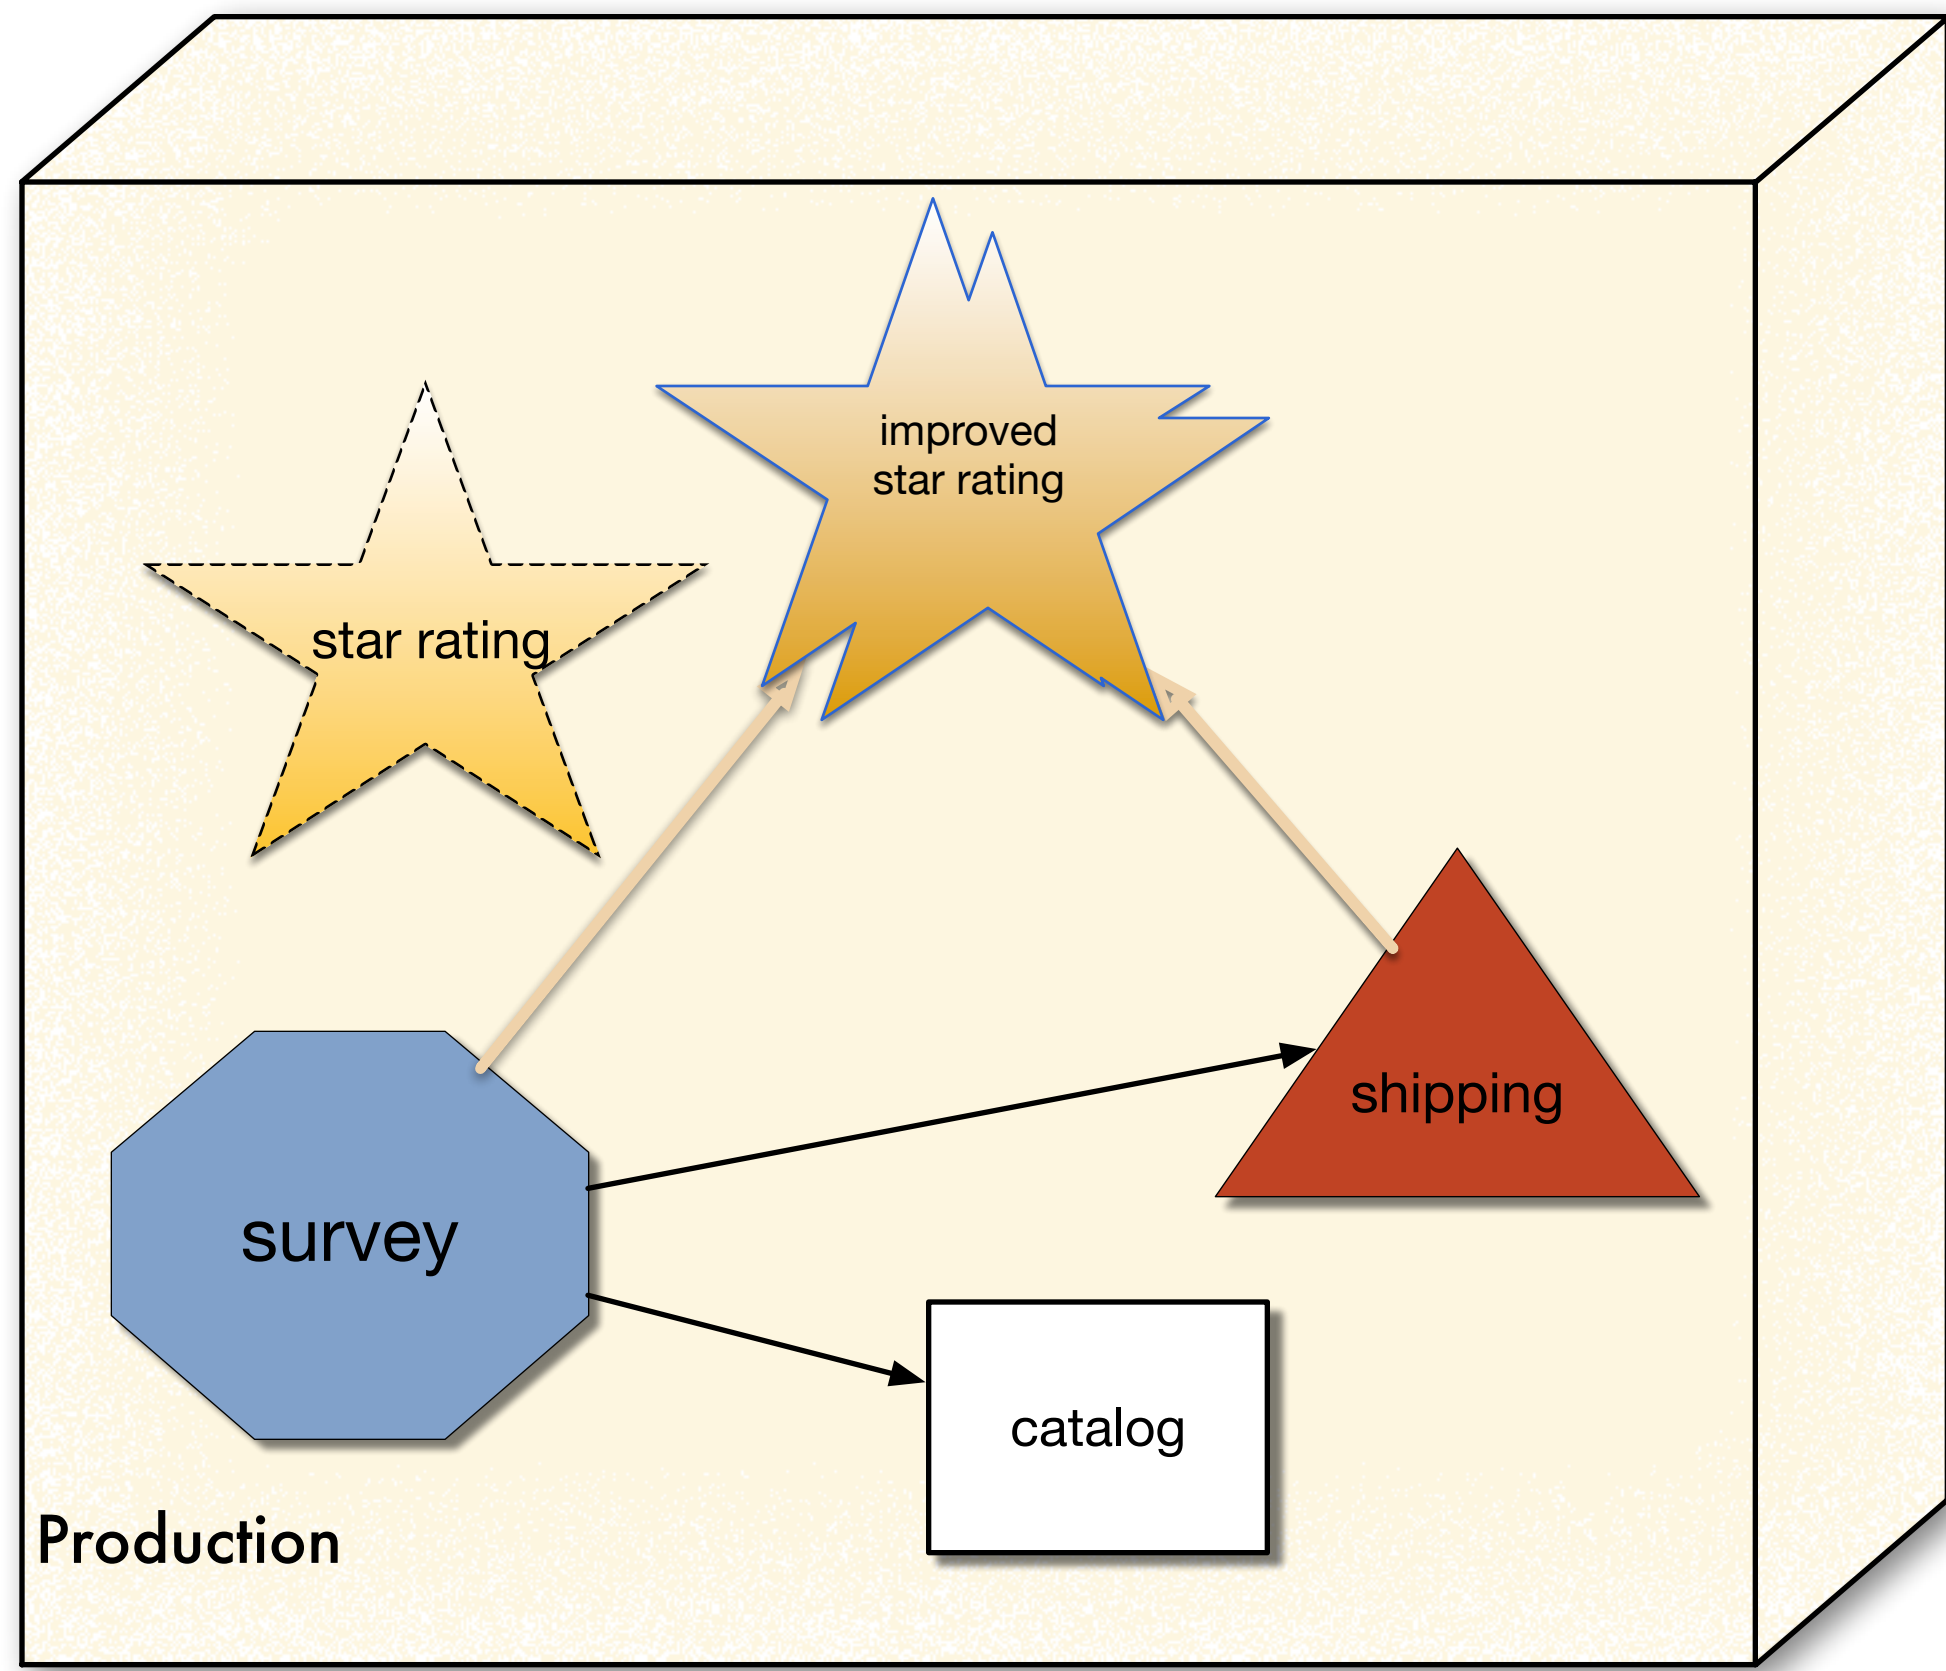 improved
star rating
star rating
shipping
survey
catalog
Production